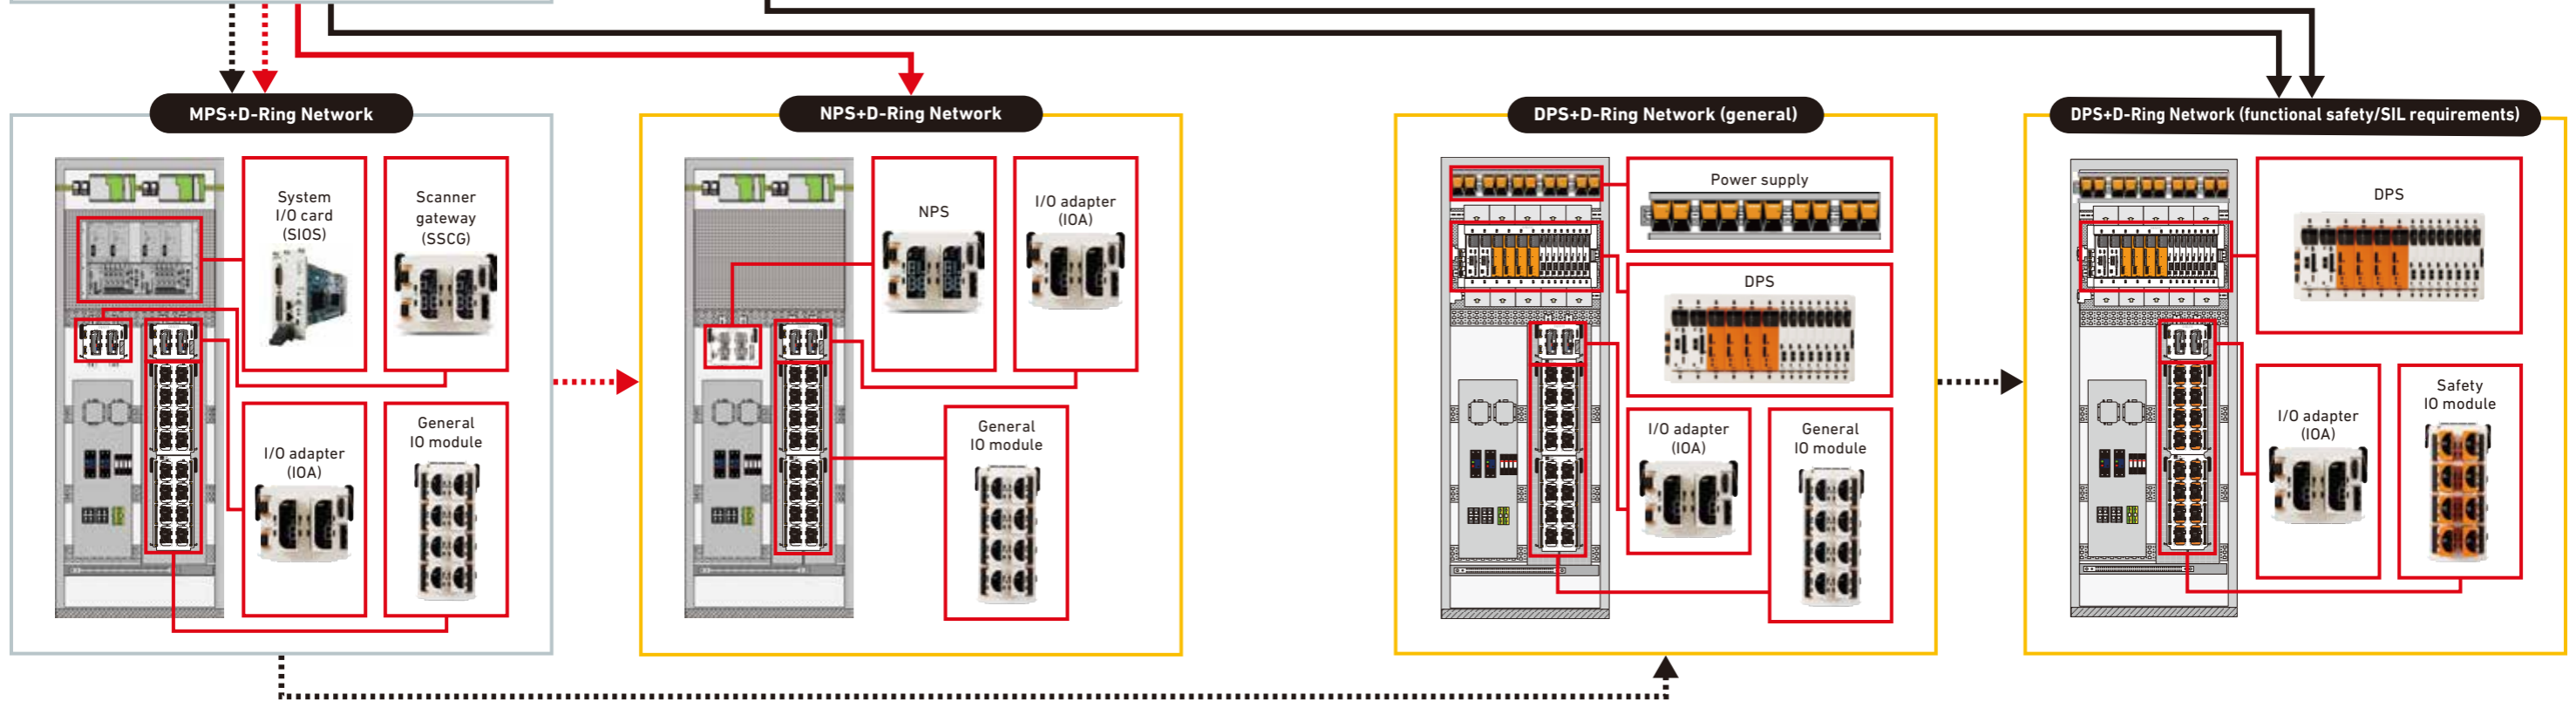 MPS+D-Ring Network
System
I/O card
(SIOS)
Scanner
gateway
(SSCG)
I/O adapter
(IOA)
General
IO module
NPS+D-Ring Network
NPS
I/O adapter
(IOA)
General
IO module
DPS+D-Ring Network (general)
Power supply
DPS
I/O adapter
(IOA)
General
IO module
DPS+D-Ring Network (functional safety/SIL requirements)
DPS
I/O adapter
(IOA)
Safety
IO module